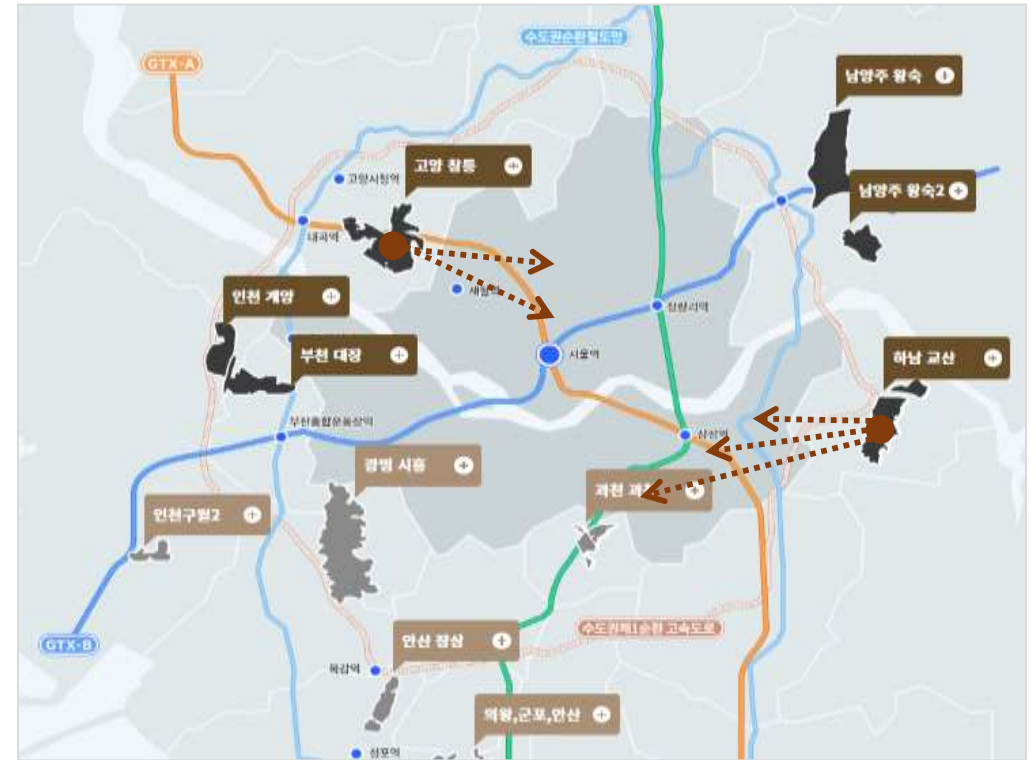 수도권순환철도망
GTX-A
남양주 왕숙
고양 창릉
고양시청역
남양주 왕숙2
대곡역
인천 계양
청량리역
부천 대장
서울역
하남 교산
부천종합운동장역
삼성역
광명 시흥
과천
인천구월2
수도권제1순환 고속도로
안산 장상
GTX-B
목감역
의왕,군포,안산
성포역